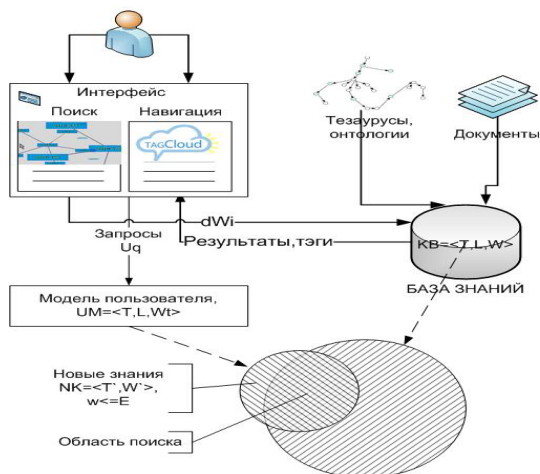 Интерфейс
Поиск
Навигация
TAGCloud
Тезаурусы,
онтологии
Документы
dWi
Запросы
Uq
Результаты,тэги
KB=<T,L,W>
БАЗА ЗНАНИЙ
Модель пользователя,
UM=<T,L,Wt>
Новые знания
NK=<T`,W`>,
w<=E
Область поиска